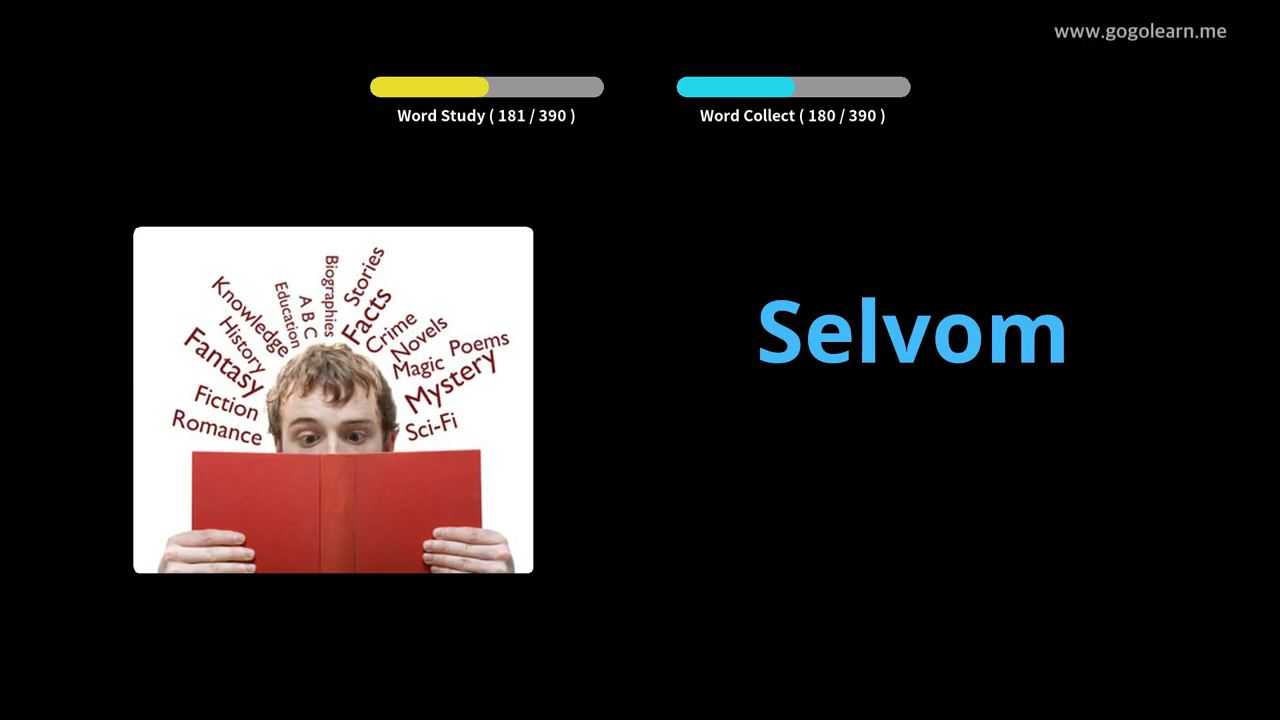 www.gogolearn.me
Word Study ( 181 / 390 )
Word Collect ( 180 / 390 )
Selvom
Romance
Fiction
Fantasy
History
Knowledge
Education
A B C
Biographies
Stories
Facts
Crime
Novels
Magic
Poems
Mystery
Sci-Fi